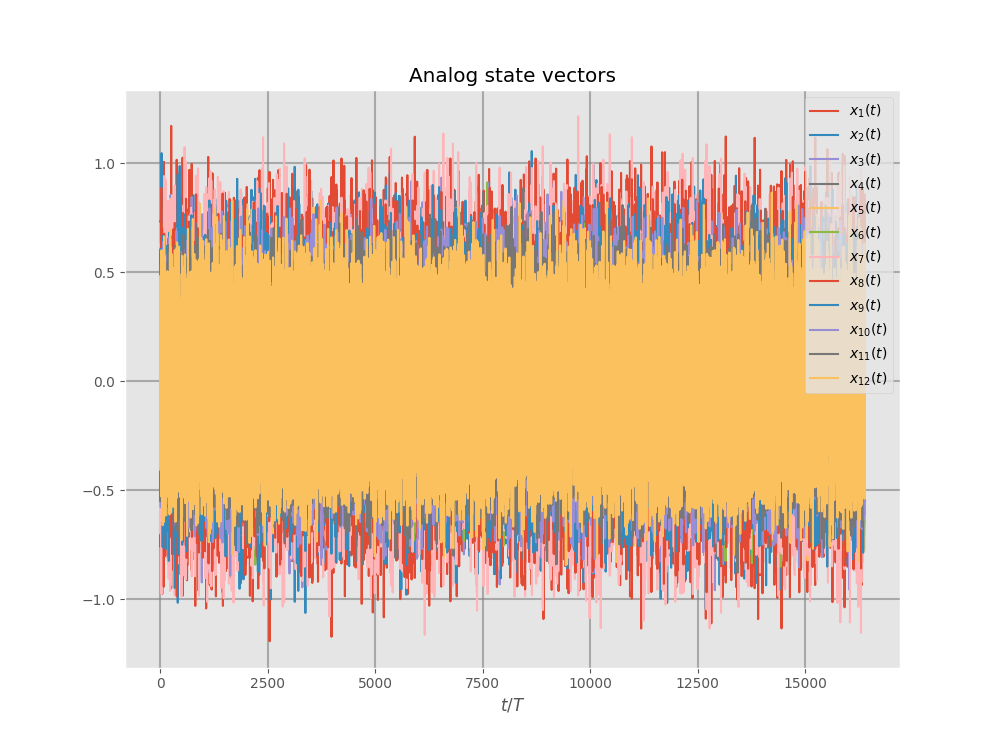 Analog state vectors
1.0
0.5
0.0
−0.5
−1.0
0 2500 5000 7500 10000 12500 15000
t/T
x₁(t)
x₂(t)
x₃(t)
x₄(t)
x₅(t)
x₆(t)
x₇(t)
x₈(t)
x₉(t)
x₁₀(t)
x₁₁(t)
x₁₂(t)